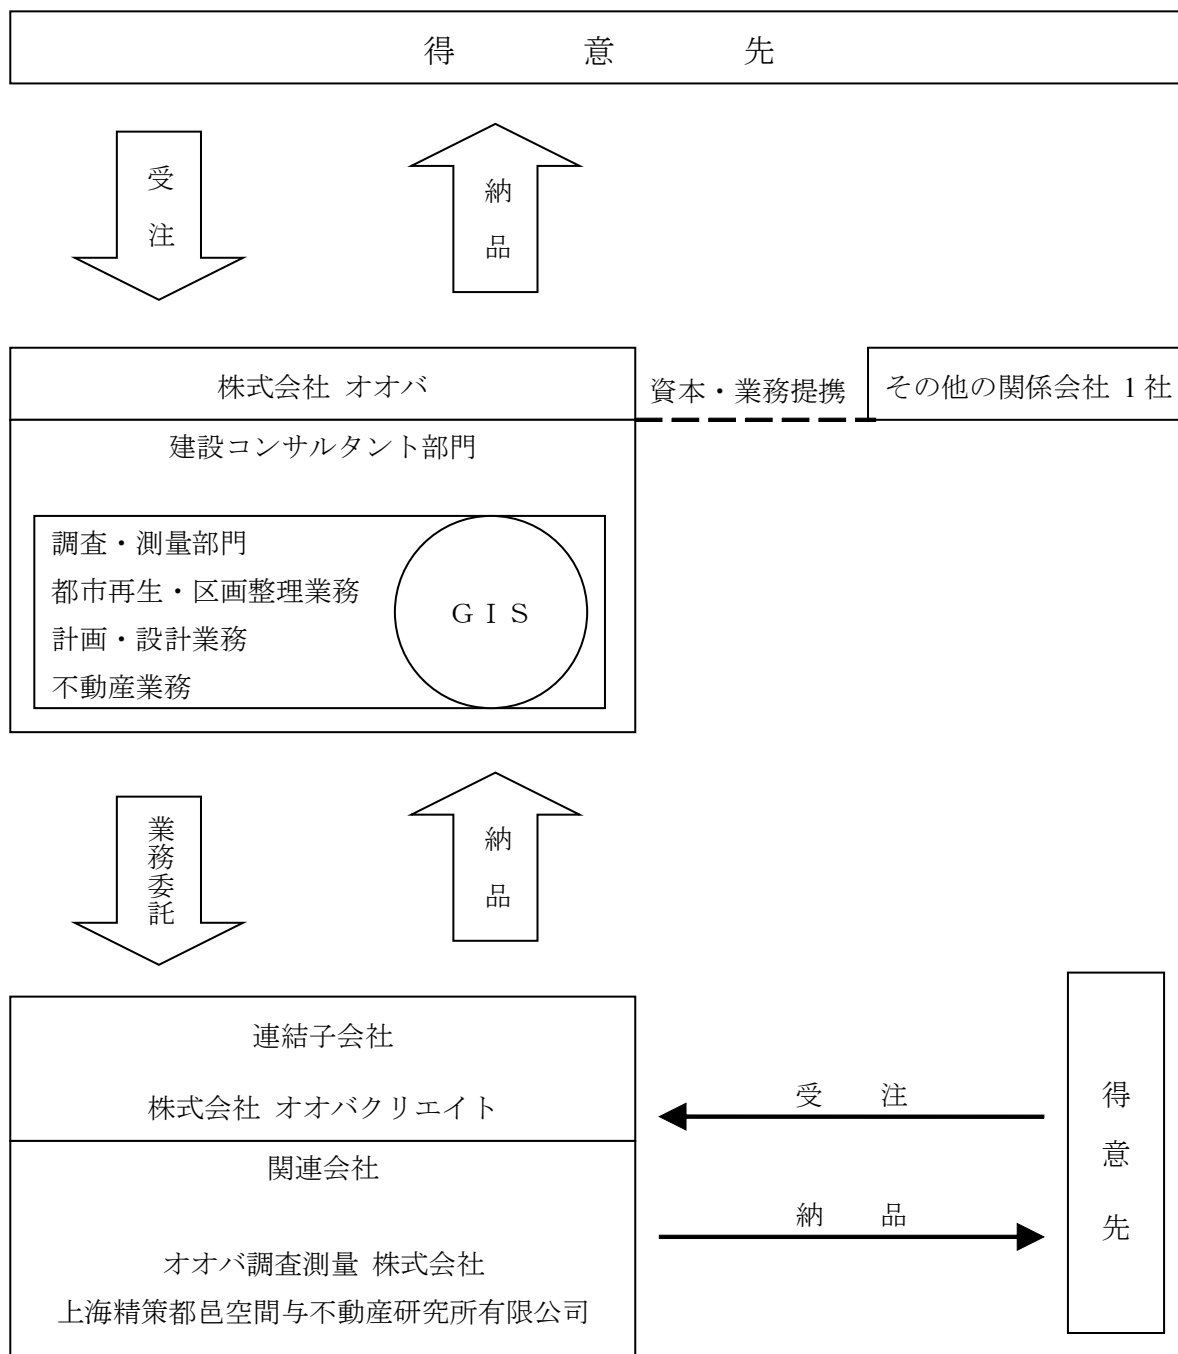 得意先
受注
納品
株式会社 オオバ
資本・業務提携
その他の関係会社 1 社
建設コンサルタント部門
調査・測量部門
都市再生・区画整理業務
計画・設計業務
不動産業務
ＧＩＳ
業務委託
納品
連結子会社
株式会社 オオバクリエイト
関連会社
オオバ調査測量 株式会社
上海精策都邑空間与不動産研究所有限公司
受注
納品
得意先